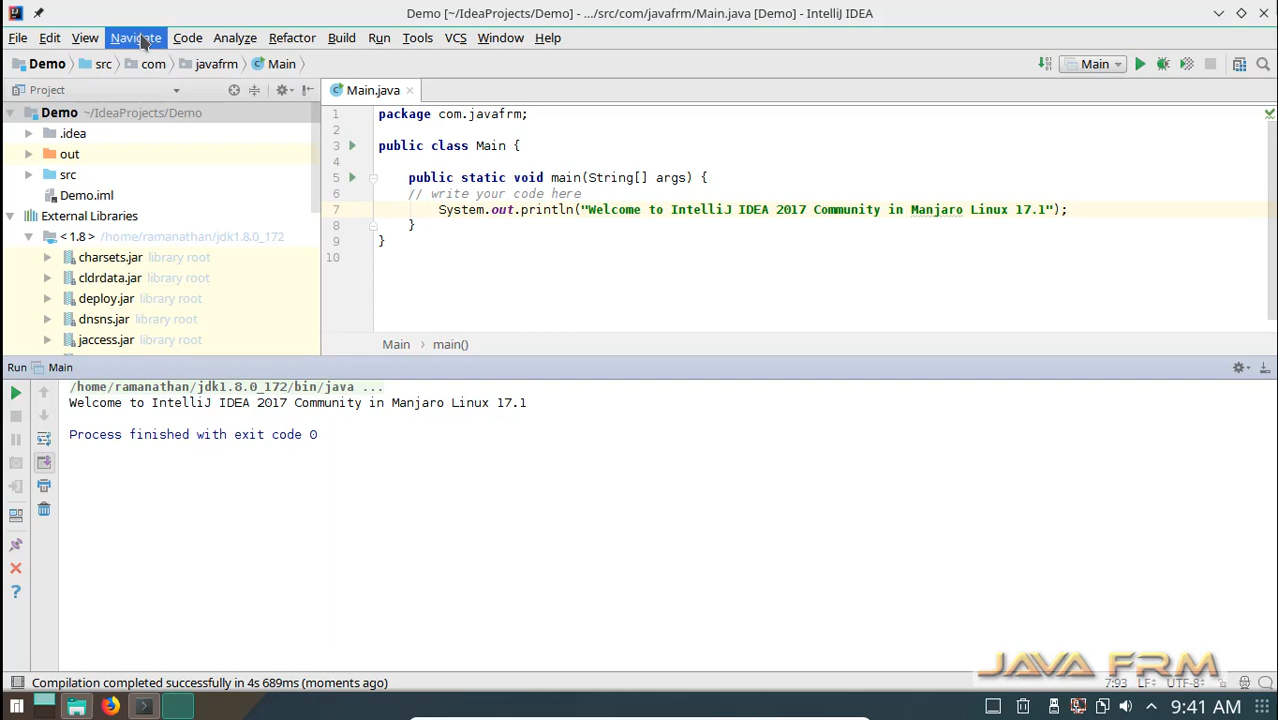 Demo [~/IdeaProjects/Demo] - .../src/com/javafrm/Main.java [Demo] - IntelliJ IDEA
File Edit View Navigate Code Analyze Refactor Build Run Tools VCS Window Help
Demo src com javafrm Main Main
Project Main.java
Demo ~/IdeaProjects/Demo
.idea
out
src
Demo.iml
External Libraries
< 1.8 > /home/ramanathan/jdk1.8.0_172
charsets.jar library root
cldrdata.jar library root
deploy.jar library root
dnsns.jar library root
jaccess.jar library root
1 package com.javafrm;
2
3 public class Main {
4
5 public static void main(String[] args) {
6 // write your code here
7 System.out.println("Welcome to IntelliJ IDEA 2017 Community in Manjaro Linux 17.1");
8 }
9 }
10
Main main()
Run Main
/home/ramanathan/jdk1.8.0_172/bin/java ...
Welcome to IntelliJ IDEA 2017 Community in Manjaro Linux 17.1
Process finished with exit code 0
JAVA FRM
Compilation completed successfully in 4s 689ms (moments ago) 7:93 LF UTF-8
9:41 AM